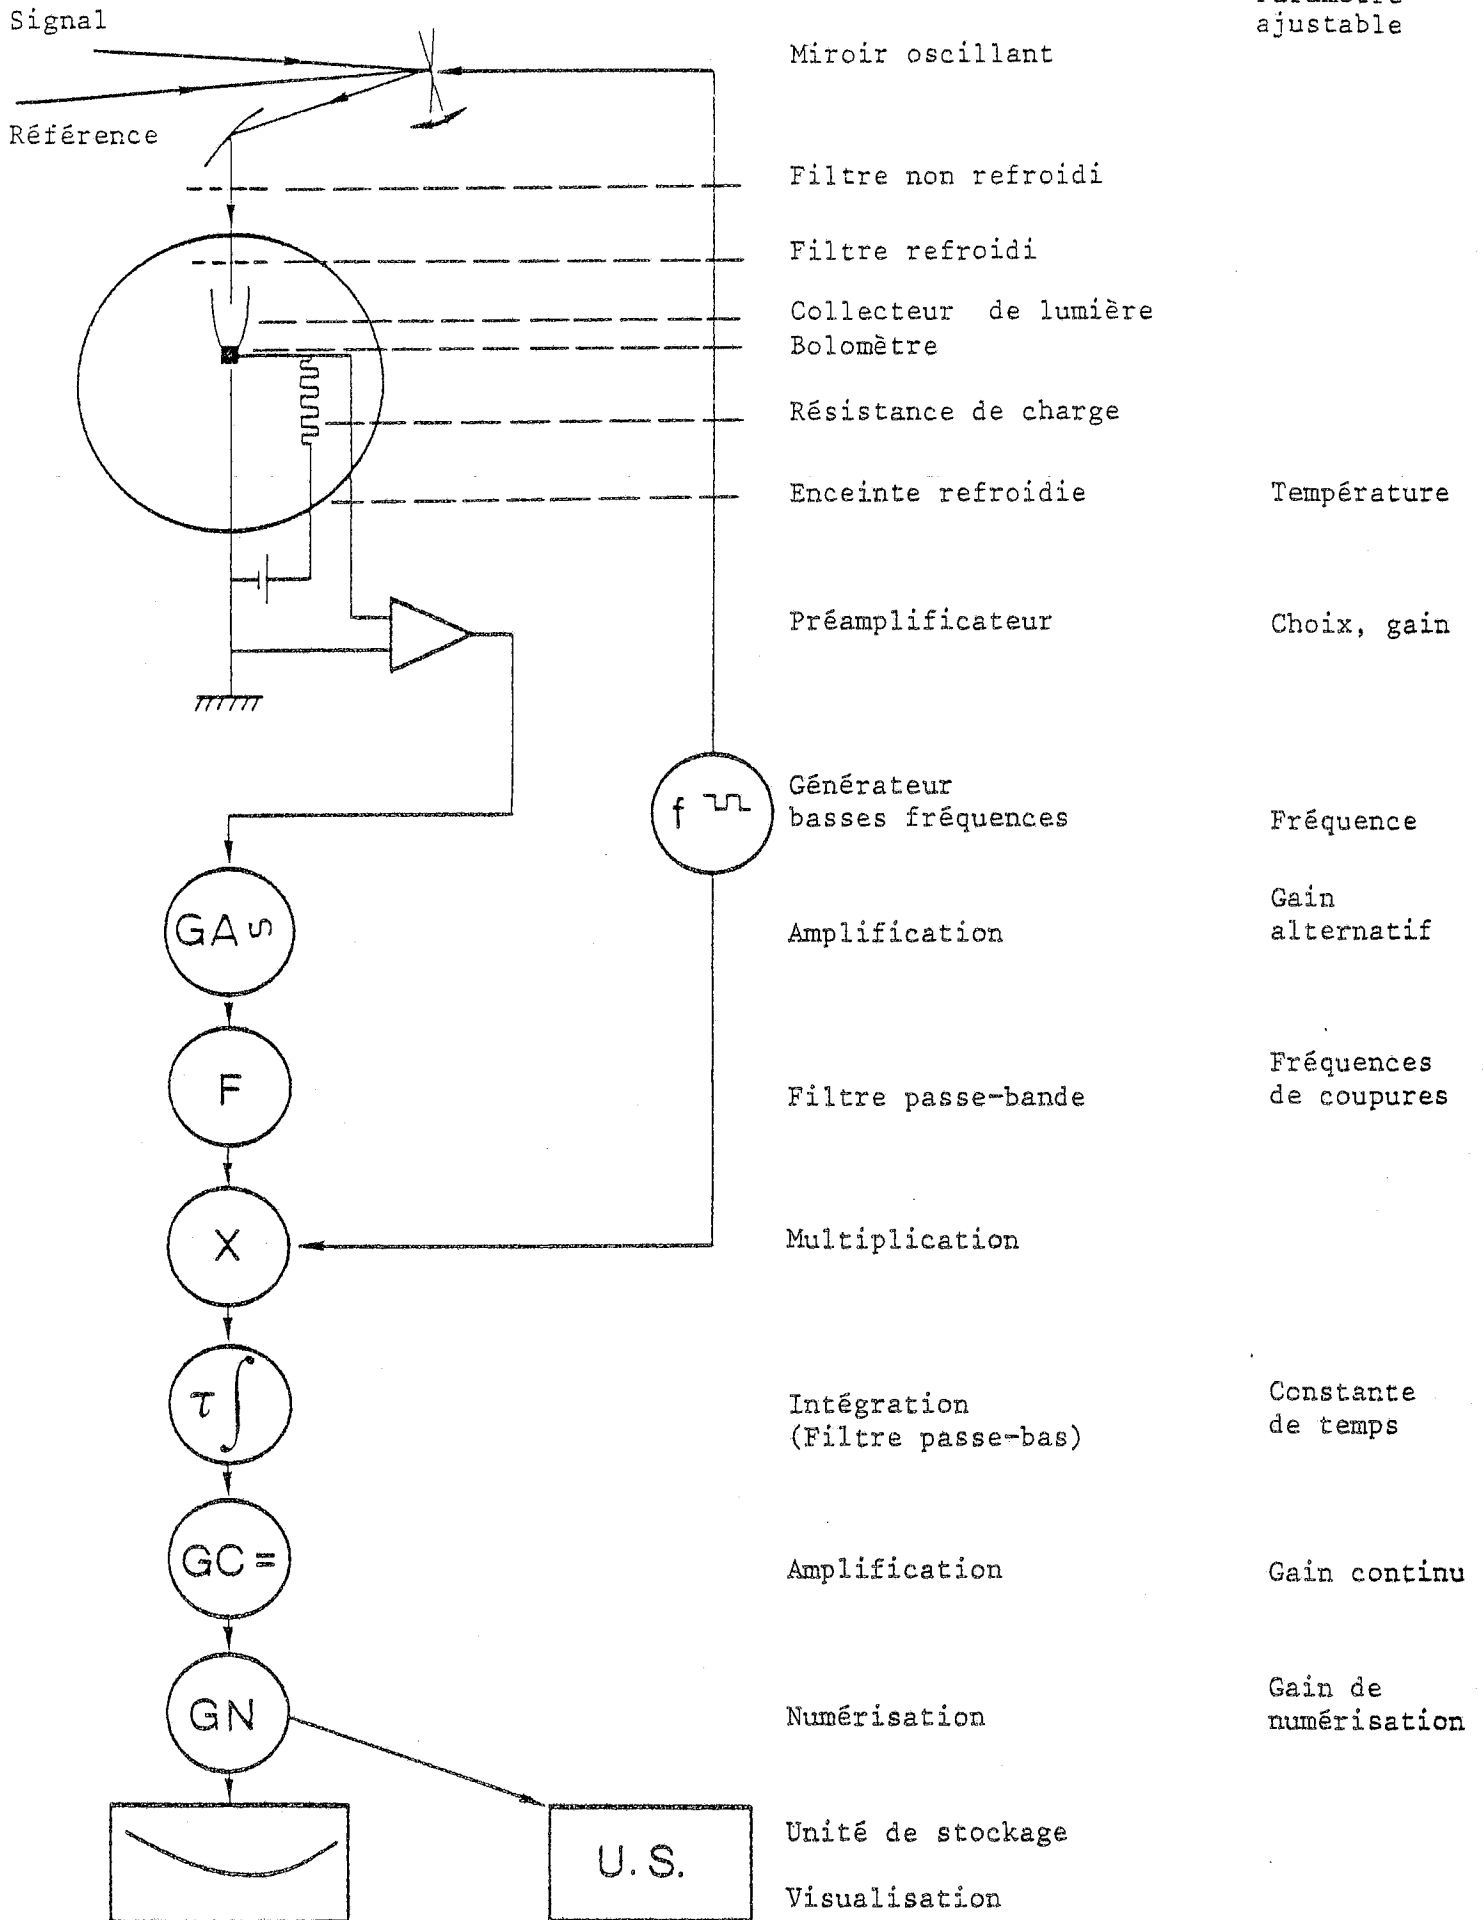 Signal
Paramètre
ajustable
Miroir oscillant
Référence
Filtre non refroidi
Filtre refroidi
Collecteur de lumière
Bolomètre
Résistance de charge
Enceinte refroidie Température
Préamplificateur Choix, gain
f
Générateur
basses fréquences Fréquence
GA
Amplification
Gain
alternatif
F
Filtre passe-bande
Fréquences
de coupures
X
Multiplication
τ∫
Intégration
(Filtre passe-bas)
Constante
de temps
GC =
Amplification Gain continu
GN
Numérisation
Gain de
numérisation
U.S.
Unité de stockage
Visualisation